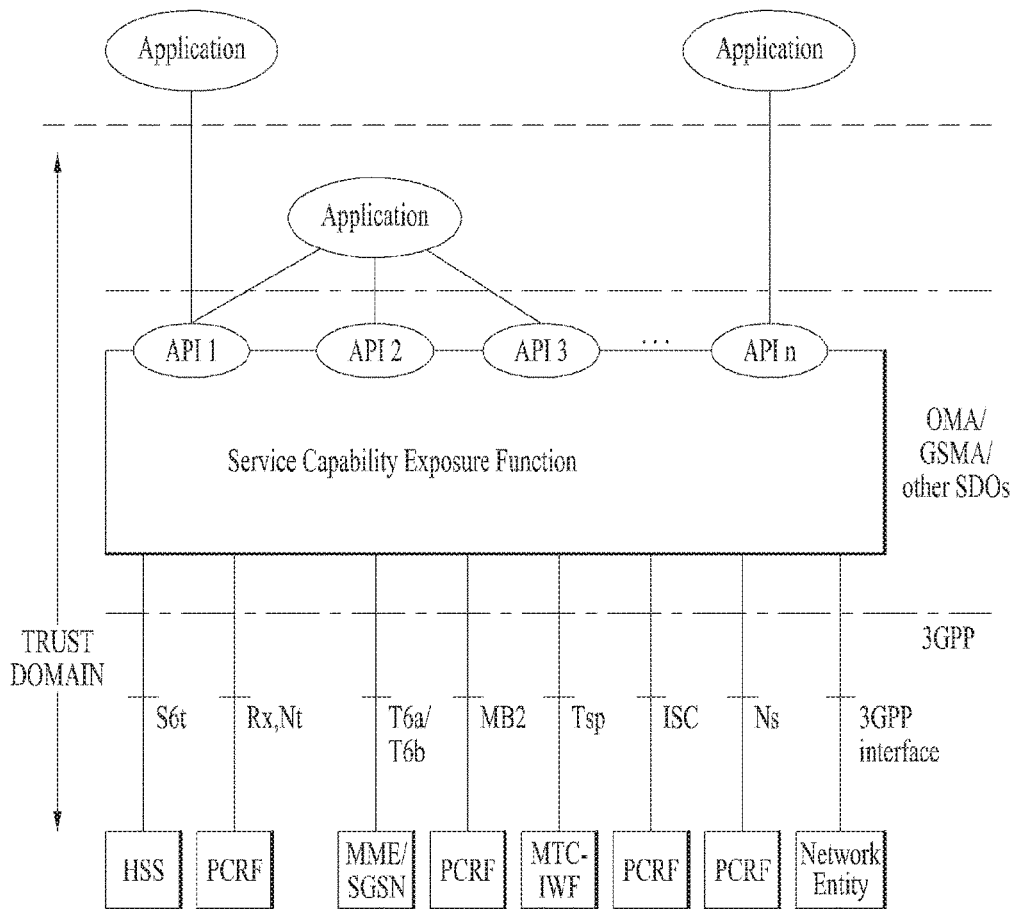 Application
Application
Application
API 1
API 2
API 3
...
API n
Service Capability Exposure Function
OMA/
GSMA/
other SDOs
TRUST
DOMAIN
3GPP
S6t
Rx,Nt
T6a/
T6b
MB2
Tsp
ISC
Ns
3GPP
interface
HSS
PCRF
MME/
SGSN
PCRF
MTC-
IWF
PCRF
PCRF
Network
Entity